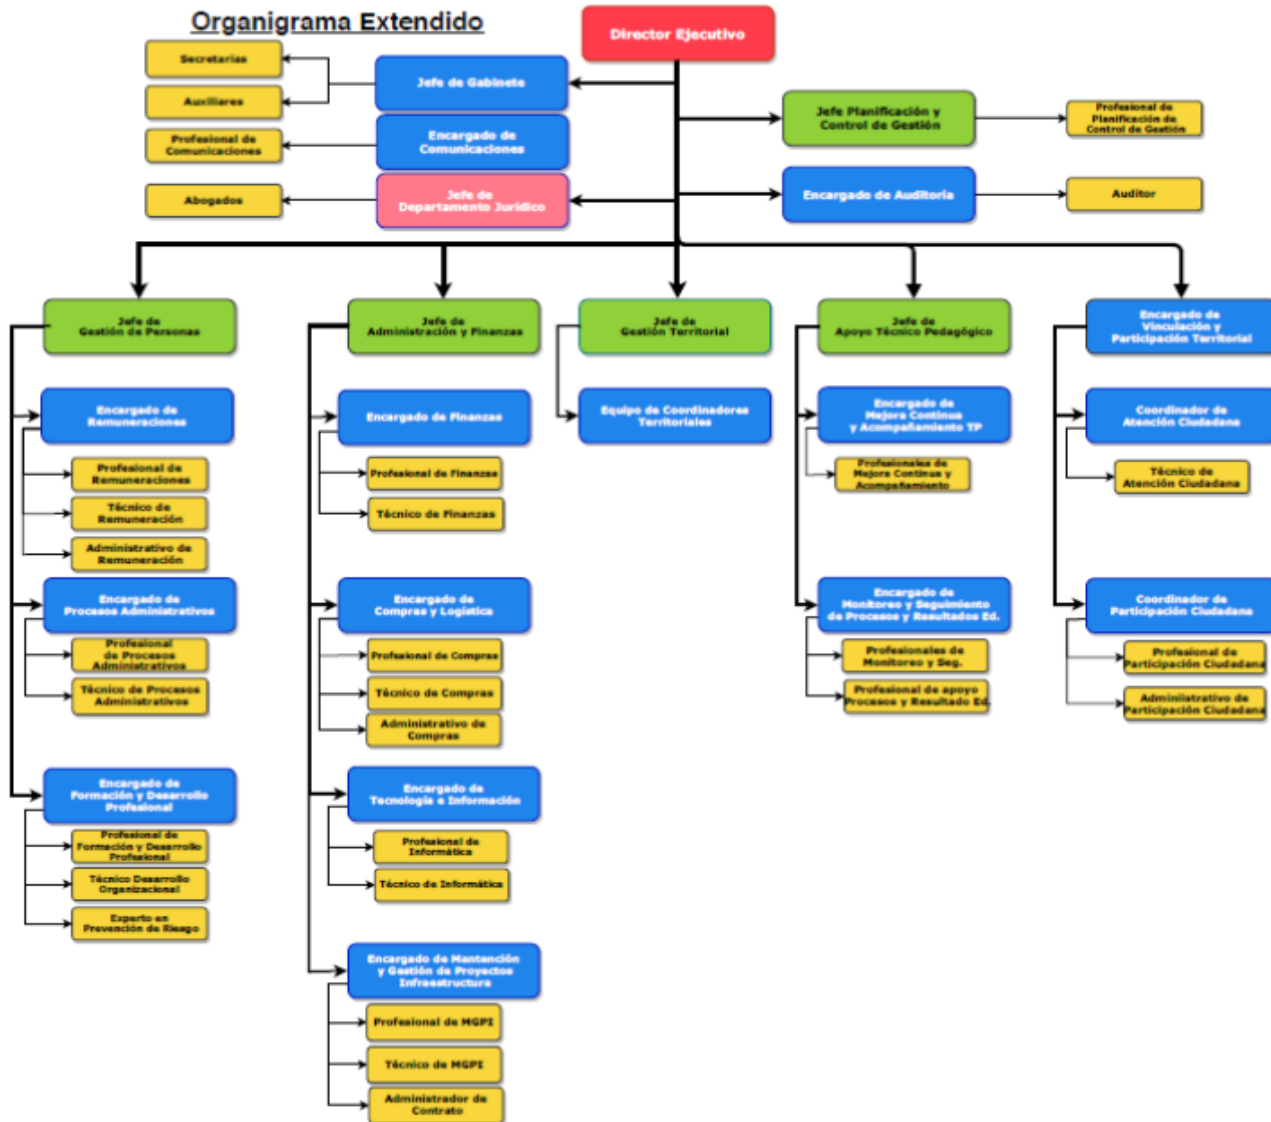 Organigrama Extendido
Director Ejecutivo
Secretarias
Auxiliares
Jefe de Gabinete
Profesional de
Comunicaciones
Encargado de
Comunicaciones
Abogados
Jefe de
Departamento Jurídico
Jefe Planificación y
Control de Gestión
Profesional de
Planificación de
Control de Gestión
Encargado de Auditoría
Auditor
Jefe de
Gestión de Personas
Encargado de
Remuneraciones
Profesional de
Remuneraciones
Técnico de
Remuneración
Administrativo de
Remuneración
Encargado de
Procesos Administrativos
Profesional
de Procesos
Administrativos
Técnico de Procesos
Administrativos
Encargado de
Formación y Desarrollo
Profesional
Profesional de
Formación y Desarrollo
Profesional
Técnico Desarrollo
Organizacional
Experto en
Prevención de Riesgo
Jefe de
Administración y Finanzas
Encargado de Finanzas
Profesional de Finanzas
Técnico de Finanzas
Encargado de
Compras y Logística
Profesional de Compras
Técnico de Compras
Administrativo de
Compras
Encargado de
Tecnología e Información
Profesional de
Informática
Técnico de Informática
Encargado de Mantención
y Gestión de Proyectos
Infraestructura
Profesional de MGPI
Técnico de MGPI
Administrador de
Contrato
Jefe de
Gestión Territorial
Equipo de Coordinadores
Territoriales
Jefe de
Apoyo Técnico Pedagógico
Encargado de
Mejora Continua
y Acompañamiento TP
Profesionales de
Mejora Continua y
Acompañamiento
Encargado de
Monitoreo y Seguimiento
de Procesos y Resultados Ed.
Profesionales de
Monitoreo y Seg.
Profesional de apoyo
Procesos y Resultado Ed.
Encargado de
Vinculación y
Participación Territorial
Coordinador de
Atención Ciudadana
Técnico de
Atención Ciudadana
Coordinador de
Participación Ciudadana
Profesional de
Participación Ciudadana
Adminiistrativo de
Participación Ciudadana